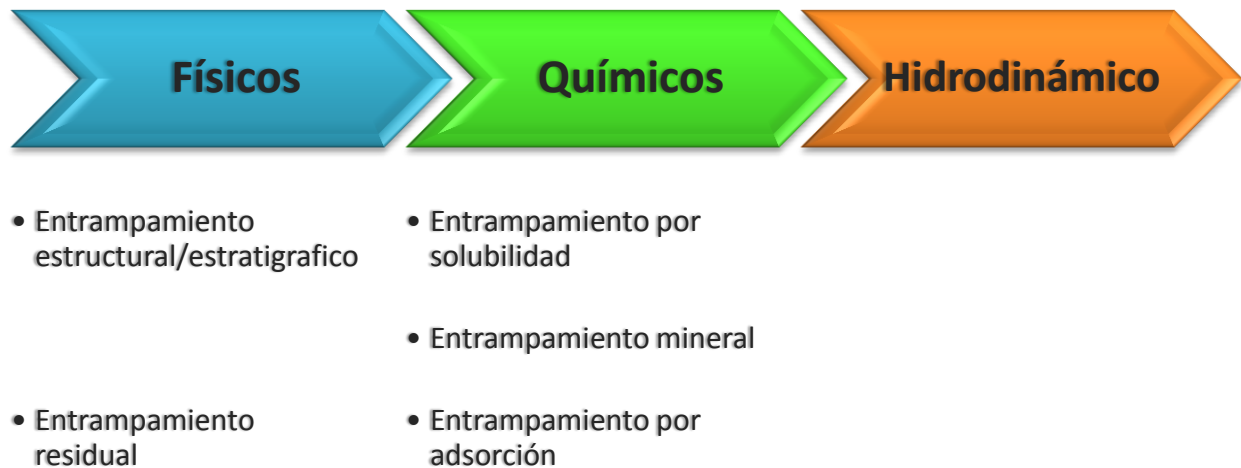 Físicos
Químicos
Hidrodinámico
• Entrampamiento
estructural/estratigrafico
• Entrampamiento
residual
• Entrampamiento por
solubilidad
• Entrampamiento mineral
• Entrampamiento por
adsorción